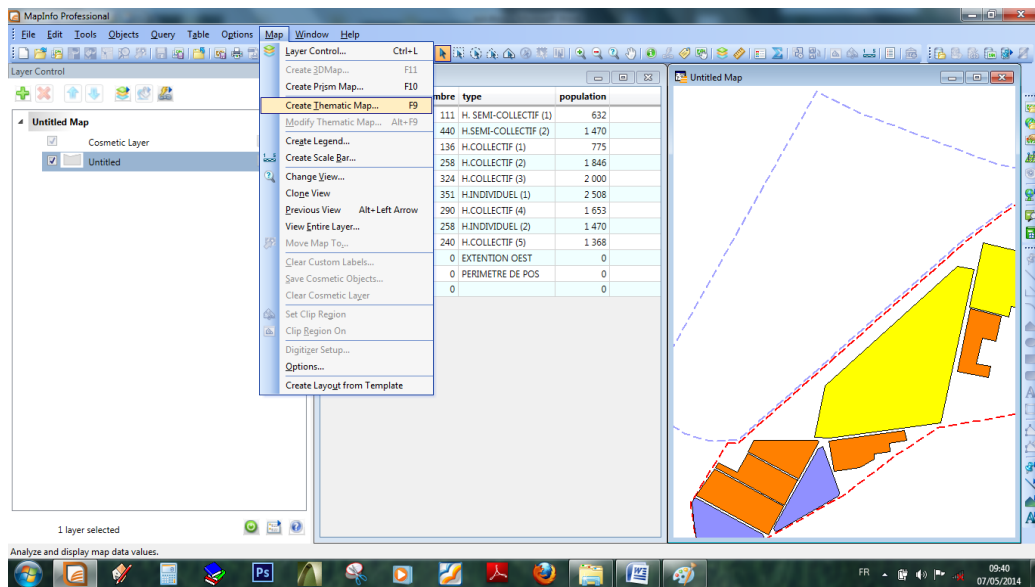 MapInfo Professional
File Edit Tools Objects Query Table Options Map Window Help
Layer Control
Untitled Map
Cosmetic Layer
Untitled
1 layer selected
Layer Control... Ctrl+L
Create 3DMap... F11
Create Prism Map... F10
Create Thematic Map... F9
Modify Thematic Map... Alt+F9
Create Legend...
Create Scale Bar...
Change View...
Clone View
Previous View Alt+Left Arrow
View Entire Layer...
Move Map To...
Clear Custom Labels...
Save Cosmetic Objects...
Clear Cosmetic Layer
Set Clip Region
Clip Region On
Digitizer Setup...
Options...
Create Layout from Template
mbre type population
111 H. SEMI-COLLECTIF (1) 632
440 H.SEMI-COLLECTIF (2) 1 470
136 H.COLLECTIF (1) 775
258 H.COLLECTIF (2) 1 846
324 H.COLLECTIF (3) 2 000
351 H.INDIVIDUEL (1) 2 508
290 H.COLLECTIF (4) 1 653
258 H.INDIVIDUEL (2) 1 470
240 H.COLLECTIF (5) 1 368
0 EXTENTION OEST 0
0 PERIMETRE DE POS 0
0 0
Untitled Map
Analyze and display map data values.
Ps
FR
09:40
07/05/2014